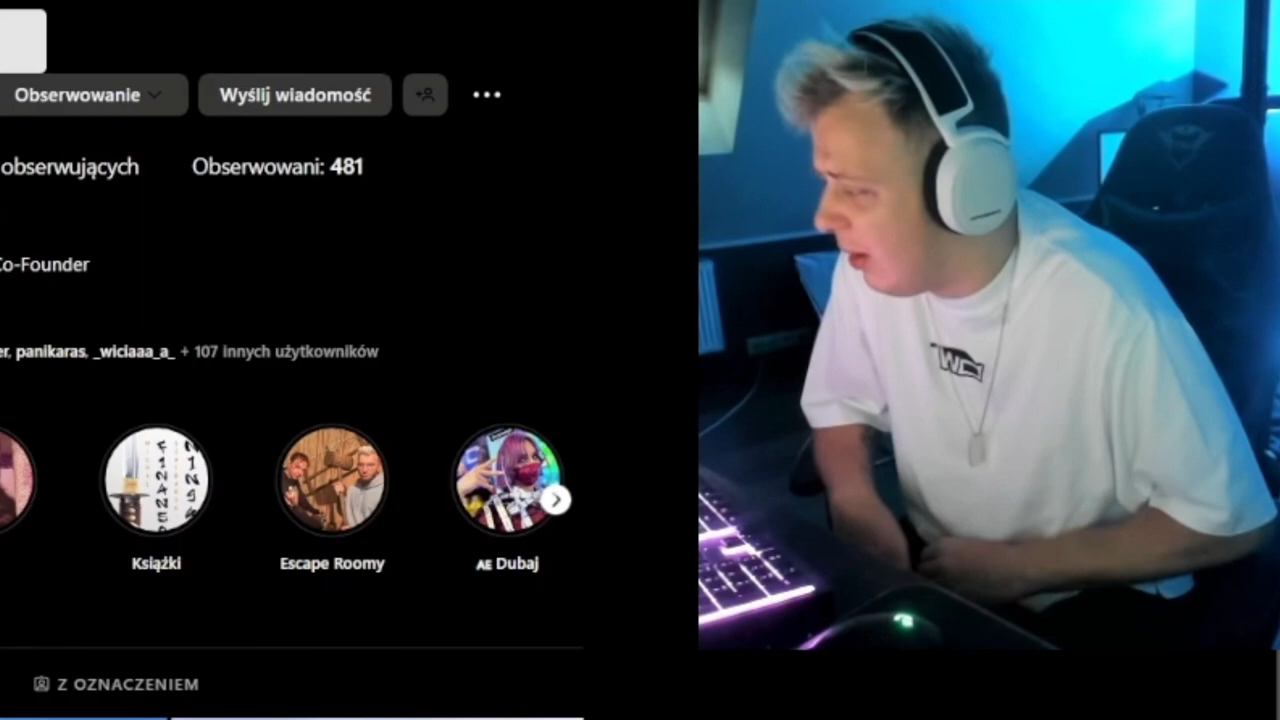 Obserwowanie
Wyślij wiadomość
obserwujących
Obserwowani: 481
Co-Founder
er, panikaras, _wiciaaa_a_ + 107 innych użytkowników
Książki
Escape Roomy
AE Dubaj
Z OZNACZENIEM